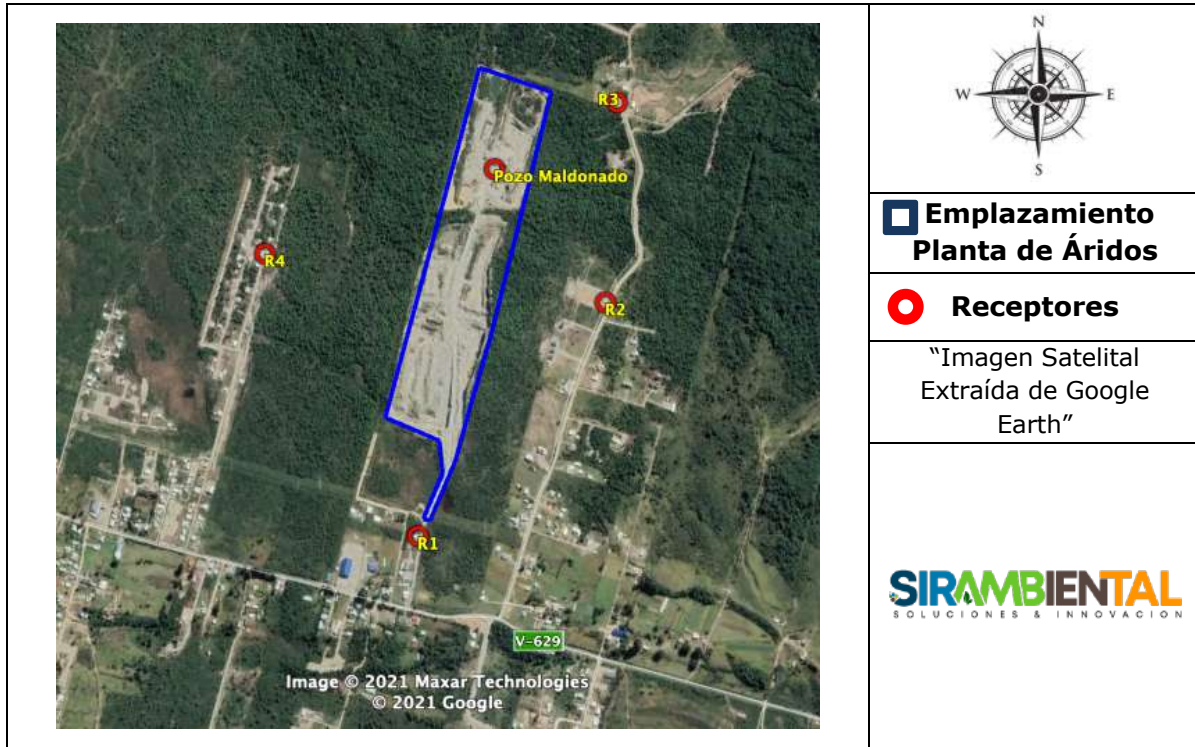 R3
Pozo Maldonado
R4
R2
R1
V-629
Image © 2021 Maxar Technologies
© 2021 Google
N
W E
S
Emplazamiento
Planta de Áridos
Receptores
“Imagen Satelital
Extraída de Google
Earth”
SIRAMBIENTAL
SOLUCIONES & INNOVACION